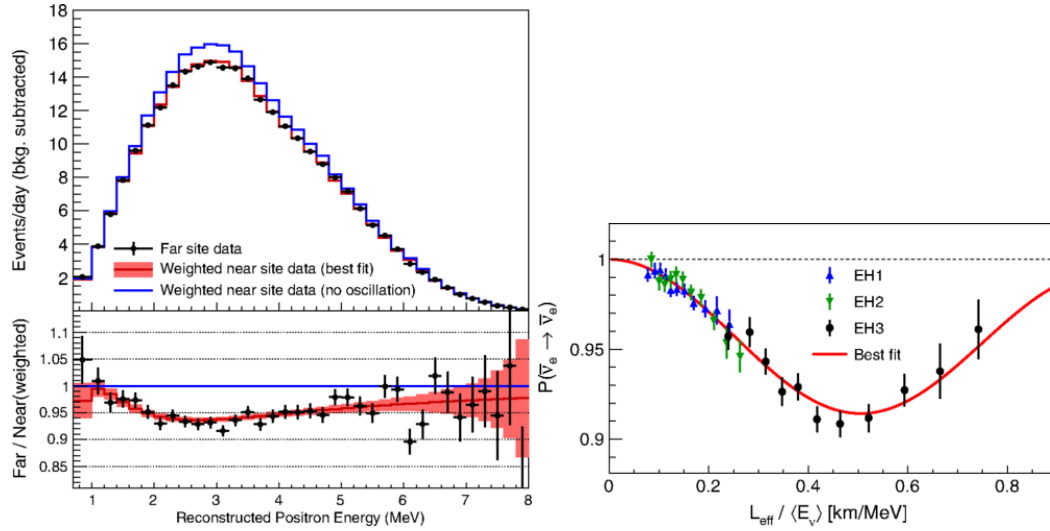 Events/day (bkg. subtracted)
18
16
14
12
10
8
6
4
2
Far site data
Weighted near site data (best fit)
Weighted near site data (no oscillation)
Far / Near(weighted)
1.1
1.05
1
0.95
0.9
0.85
1 2 3 4 5 6 7 8
Reconstructed Positron Energy (MeV)
P(ν̅e → ν̅e)
1
0.95
0.9
EH1
EH2
EH3
Best fit
0 0.2 0.4 0.6 0.8
Leff / ⟨Eν⟩ [km/MeV]